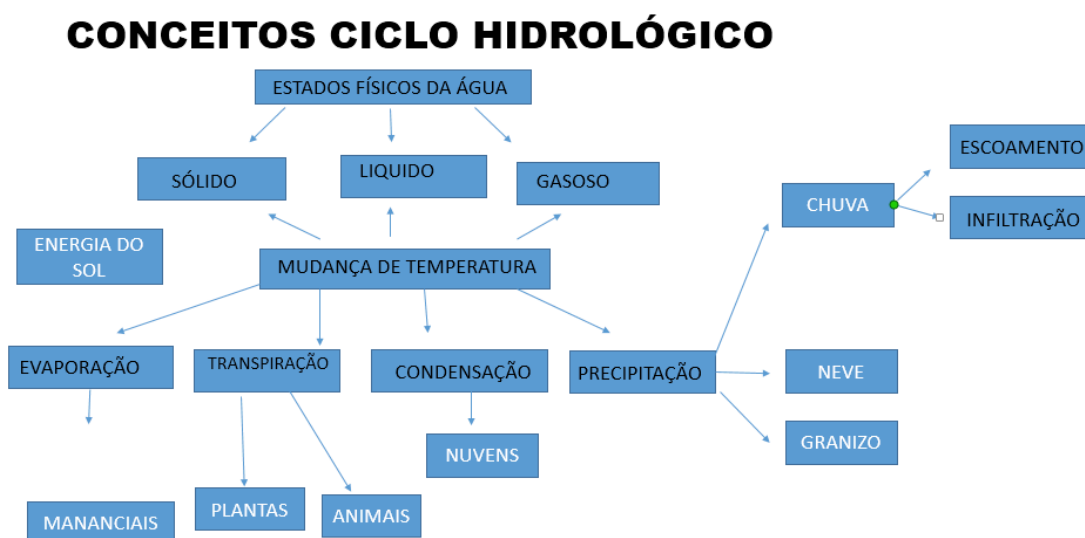 CONCEITOS CICLO HIDROLÓGICO
ESTADOS FÍSICOS DA ÁGUA
SÓLIDO
LIQUIDO
GASOSO
ENERGIA DO
SOL
MUDANÇA DE TEMPERATURA
CHUVA
ESCOAMENTO
INFILTRAÇÃO
EVAPORAÇÃO
TRANSPIRAÇÃO
CONDENSAÇÃO
PRECIPITAÇÃO
NEVE
GRANIZO
NUVENS
MANANCIAIS
PLANTAS
ANIMAIS